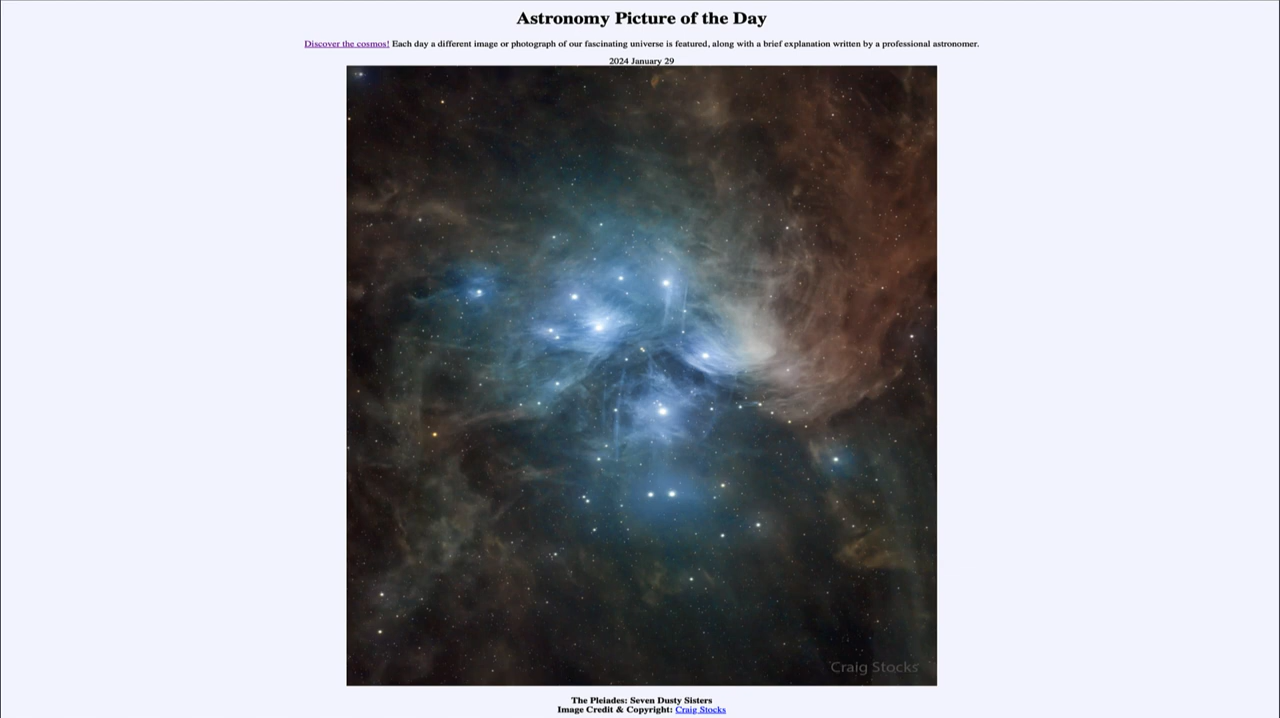 Astronomy Picture of the Day
Discover the cosmos! Each day a different image or photograph of our fascinating universe is featured, along with a brief explanation written by a professional astronomer.
2024 January 29
Craig Stocks
The Pleiades: Seven Dusty Sisters
Image Credit & Copyright: Craig Stocks